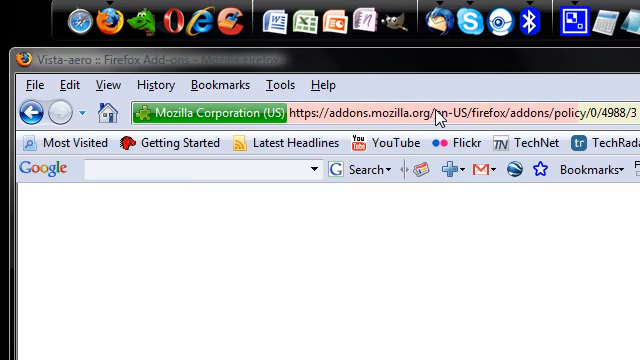 Vista-aero :: Firefox Add-ons - Mozilla Firefox
File Edit View History Bookmarks Tools Help
Mozilla Corporation (US) https://addons.mozilla.org/en-US/firefox/addons/policy/0/4988/3
Most Visited Getting Started Latest Headlines YouTube Flickr TechNet TechRada
Google G Search Bookmarks